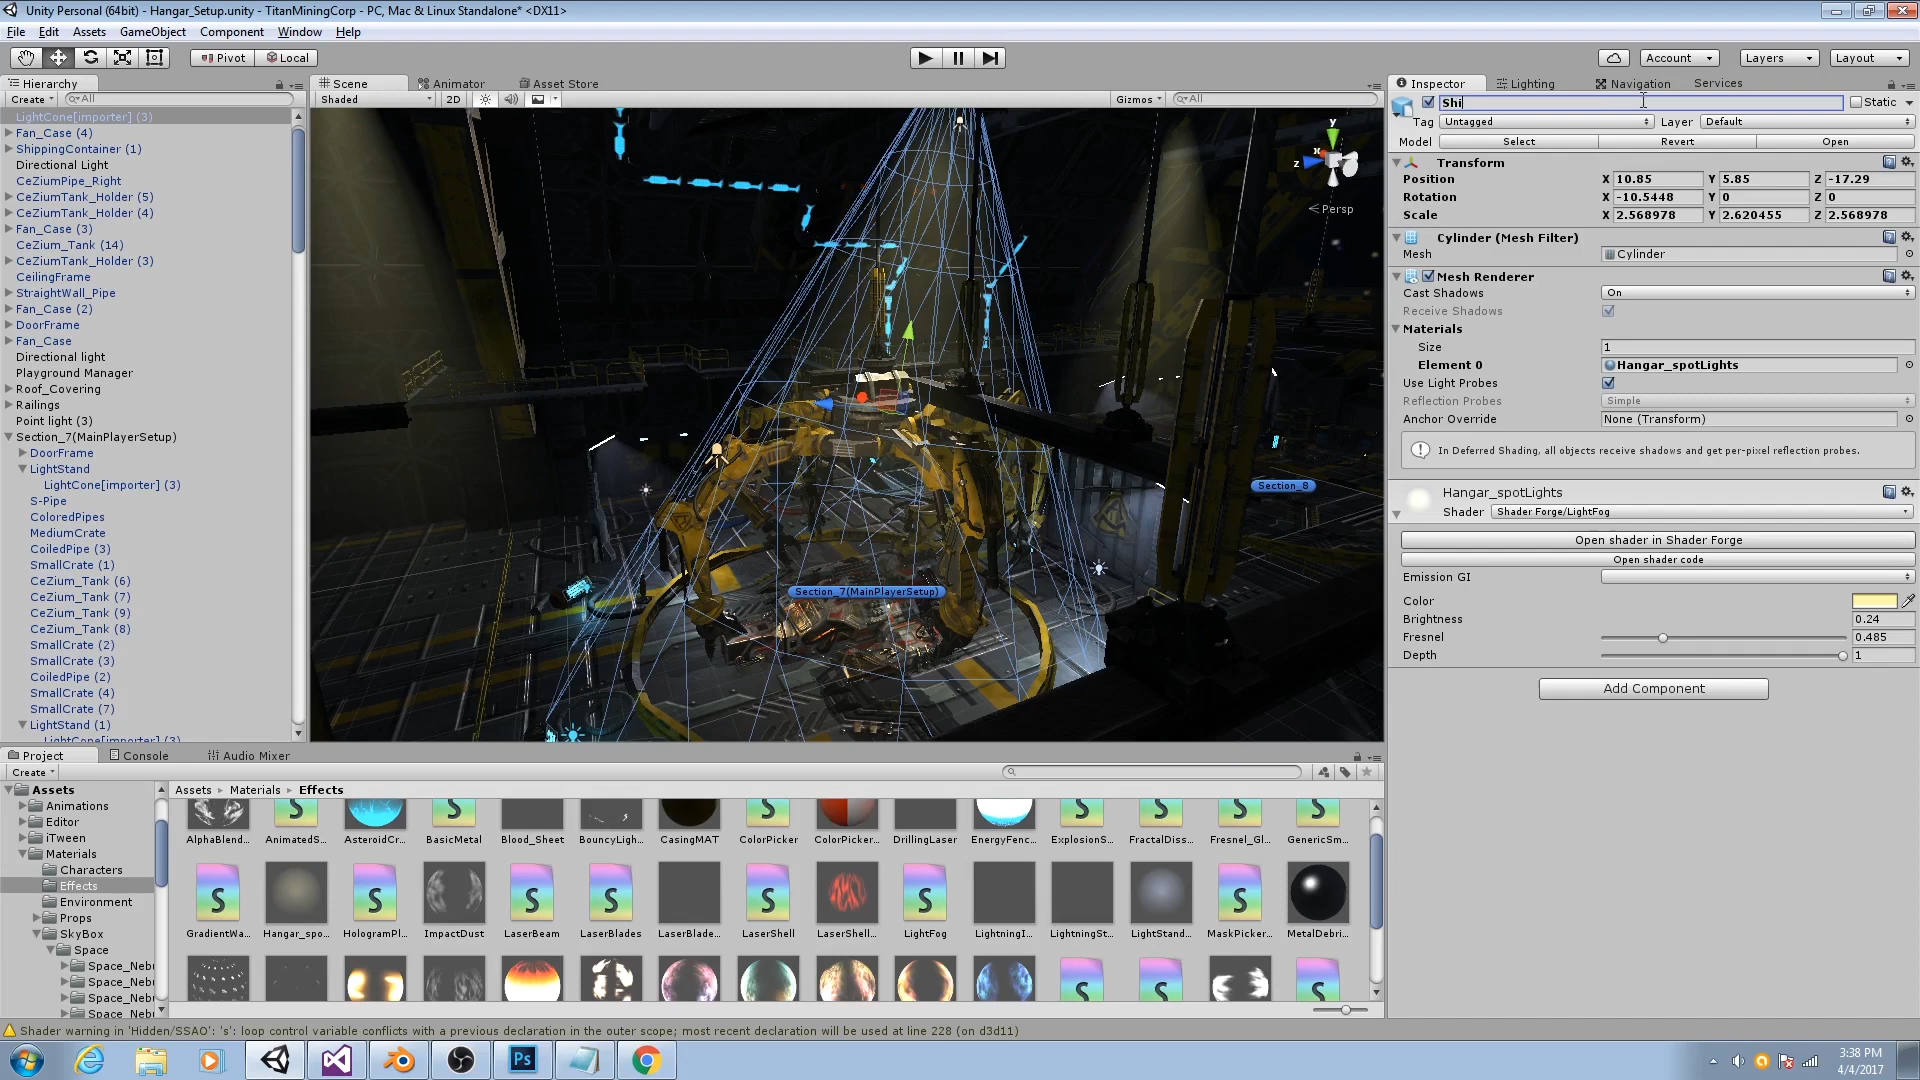 Unity Personal (64bit) - Hangar_Setup.unity - TitanMiningCorp - PC, Mac & Linux Standalone* <DX11>
File Edit Assets GameObject Component Window Help
Pivot Local Account Layers Layout
Hierarchy
Create All
LightCone[importer] (3)
Fan_Case (4)
ShippingContainer (1)
Directional Light
CeZiumPipe_Right
CeZiumTank_Holder (5)
CeZiumTank_Holder (4)
Fan_Case (3)
CeZium_Tank (14)
CeZiumTank_Holder (3)
CeilingFrame
StraightWall_Pipe
Fan_Case (2)
DoorFrame
Fan_Case
Directional light
Playground Manager
Roof_Covering
Railings
Point light (3)
Section_7(MainPlayerSetup)
DoorFrame
LightStand
LightCone[importer] (3)
S-Pipe
ColoredPipes
MediumCrate
CoiledPipe (3)
SmallCrate (1)
CeZium_Tank (6)
CeZium_Tank (7)
CeZium_Tank (9)
CeZium_Tank (8)
SmallCrate (2)
SmallCrate (3)
CoiledPipe (2)
SmallCrate (4)
SmallCrate (7)
LightStand (1)
LightCone[importer] (3)
Scene Animator Asset Store
Shaded 2D Gizmos All
y
x
z
Persp
Section_8
Section_7(MainPlayerSetup)
Inspector Lighting Navigation Services
Shi Static
Tag Untagged Layer Default
Model Select Revert Open
Transform
Position X 10.85 Y 5.85 Z -17.29
Rotation X -10.5448 Y 0 Z 0
Scale X 2.568978 Y 2.620455 Z 2.568978
Cylinder (Mesh Filter)
Mesh Cylinder
Mesh Renderer
Cast Shadows On
Receive Shadows
Materials
Size 1
Element 0 Hangar_spotLights
Use Light Probes
Reflection Probes Simple
Anchor Override None (Transform)
In Deferred Shading, all objects receive shadows and get per-pixel reflection probes.
Hangar_spotLights
Shader Shader Forge/LightFog
Open shader in Shader Forge
Open shader code
Emission GI
Color
Brightness 0.24
Fresnel 0.485
Depth 1
Add Component
Project Console Audio Mixer
Create
Assets
Animations
Editor
iTween
Materials
Characters
Effects
Environment
Props
SkyBox
Space
Space_Neb
Space_Neb
Space_Neb
Space_Neb
Assets Materials Effects
AlphaBlend... AnimatedS... AsteroidCr... BasicMetal Blood_Sheet BouncyLigh... CasingMAT ColorPicker ColorPicker... DrillingLaser EnergyFenc... ExplosionS... FractalDiss... Fresnel_Gl... GenericSm...
GradientWa... Hangar_spo... HologramPl... ImpactDust LaserBeam LaserBlades LaserBlade... LaserShell LaserShell... LightFog LightningI... LightningSt... LightStand... MaskPicker... MetalDebri...
Shader warning in 'Hidden/SSAO': 's': loop control variable conflicts with a previous declaration in the outer scope; most recent declaration will be used at line 228 (on d3d11)
Ps
3:38 PM
4/4/2017